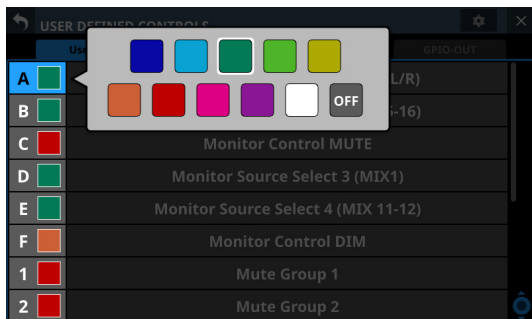 USER DEFINED CONTROLS
GPIO-OUT
OFF
A
L/R)
B
-16)
C Monitor Control MUTE
D Monitor Source Select 3 (MIX1)
E Monitor Source Select 4 (MIX 11-12)
F Monitor Control DIM
1 Mute Group 1
2 Mute Group 2